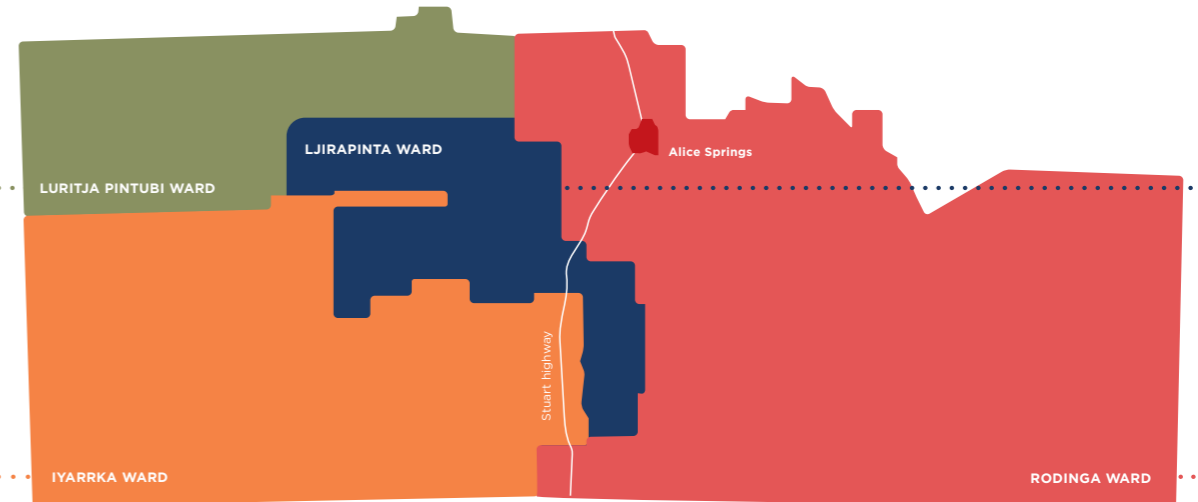 LJIRAPINTA WARD
Alice Springs
LURITJA PINTUBI WARD
Stuart highway
IYARRKA WARD
RODINGA WARD